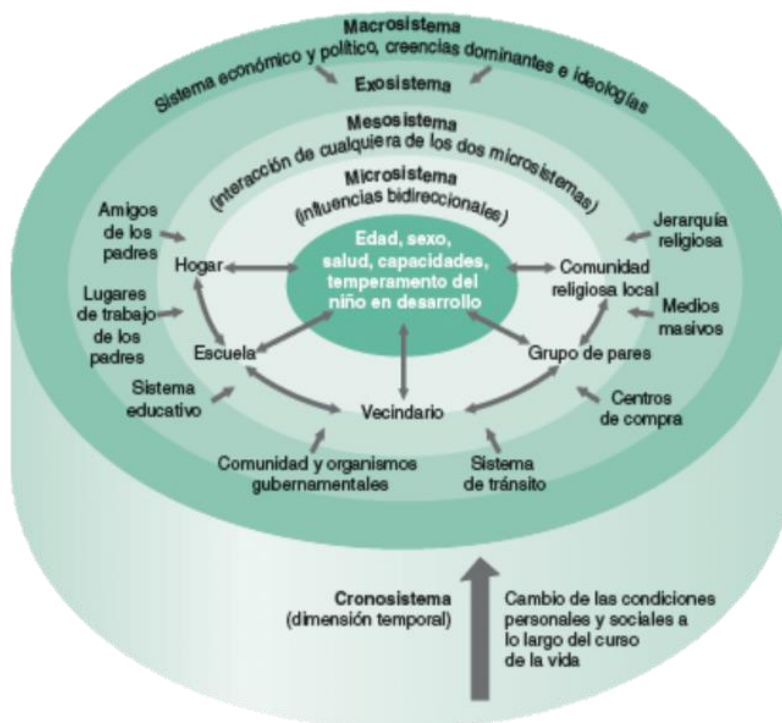 Macrosistema
Sistema económico y político, creencias dominantes e ideologías
Exosistema
Mesosistema
(interacción de cualquiera de los dos microsistemas)
Microsistema
(influencias bidireccionales)
Edad, sexo,
salud, capacidades,
temperamento del
niño en desarrollo
Amigos
de los
padres
Hogar
Lugares
de trabajo
de los
padres
Escuela
Sistema
educativo
Vecindario
Comunidad y organismos
gubernamentales
Sistema
de tránsito
Jerarquía
religiosa
Comunidad
religiosa local
Medios
masivos
Grupo de pares
Centros
de compra
Cronosistema
(dimensión temporal)
Cambio de las condiciones
personales y sociales a
lo largo del curso
de la vida